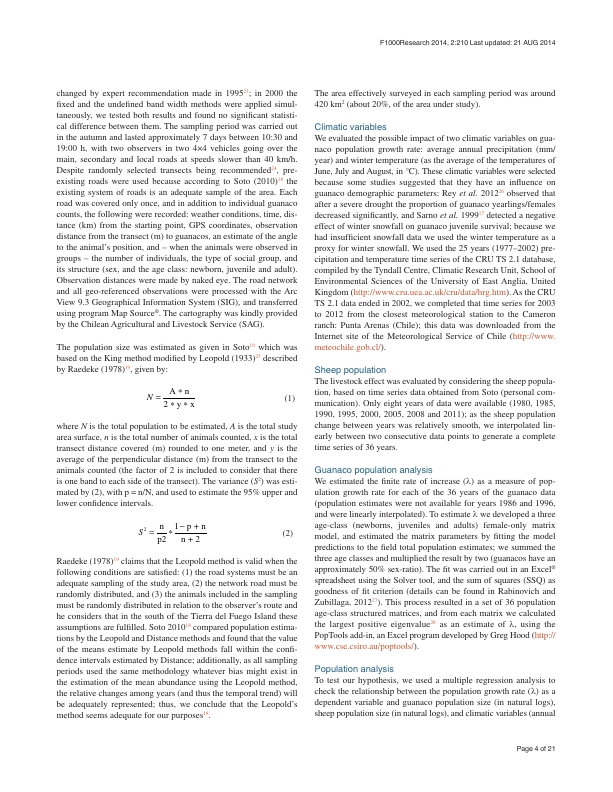 F1000Research 2014, 2:210 Last updated: 21 AUG 2014
changed by expert recommendation made in 1995²¹; in 2000 the
fixed and the undefined band width methods were applied simul-
taneously, we tested both results and found no significant statisti-
cal difference between them. The sampling period was carried out
in the autumn and lasted approximately 7 days between 10:30 and
19:00 h, with two observers in two 4×4 vehicles going over the
main, secondary and local roads at speeds slower than 40 km/h.
Despite randomly selected transects being recommended²⁴, pre-
existing roads were used because according to Soto (2010)¹⁸ the
existing system of roads is an adequate sample of the area. Each
road was covered only once, and in addition to individual guanaco
counts, the following were recorded: weather conditions, time, dis-
tance (km) from the starting point, GPS coordinates, observation
distance from the transect (m) to guanacos, an estimate of the angle
to the animal's position, and – when the animals were observed in
groups – the number of individuals, the type of social group, and
its structure (sex, and the age class: newborn, juvenile and adult).
Observation distances were made by naked eye. The road network
and all geo-referenced observations were processed with the Arc
View 9.3 Geographical Information System (SIG), and transferred
using program Map Source®. The cartography was kindly provided
by the Chilean Agricultural and Livestock Service (SAG).
The population size was estimated as given in Soto¹⁸ which was
based on the King method modified by Leopold (1933)²⁵ described
by Raedeke (1978)¹⁹, given by:
N = A * n / 2 * y * x (1)
where N is the total population to be estimated, A is the total study
area surface, n is the total number of animals counted, x is the total
transect distance covered (m) rounded to one meter, and y is the
average of the perpendicular distance (m) from the transect to the
animals counted (the factor of 2 is included to consider that there
is one band to each side of the transect). The variance (S²) was esti-
mated by (2), with p = n/N, and used to estimate the 95% upper and
lower confidence intervals.
S² = n / p2 * 1 – p + n / n + 2 (2)
Raedeke (1978)¹⁹ claims that the Leopold method is valid when the
following conditions are satisfied: (1) the road systems must be an
adequate sampling of the study area, (2) the network road must be
randomly distributed, and (3) the animals included in the sampling
must be randomly distributed in relation to the observer's route and
he considers that in the south of the Tierra del Fuego Island these
assumptions are fulfilled. Soto 2010¹⁸ compared population estima-
tions by the Leopold and Distance methods and found that the value
of the means estimate by Leopold methods fall within the confi-
dence intervals estimated by Distance; additionally, as all sampling
periods used the same methodology whatever bias might exist in
the estimation of the mean abundance using the Leopold method,
the relative changes among years (and thus the temporal trend) will
be adequately represented; thus, we conclude that the Leopold's
method seems adequate for our purposes¹⁸.
The area effectively surveyed in each sampling period was around
420 km² (about 20%, of the area under study).
Climatic variables
We evaluated the possible impact of two climatic variables on gua-
naco population growth rate: average annual precipitation (mm/
year) and winter temperature (as the average of the temperatures of
June, July and August, in °C). These climatic variables were selected
because some studies suggested that they have an influence on
guanaco demographic parameters: Rey et al. 2012²⁶ observed that
after a severe drought the proportion of guanaco yearlings/females
decreased significantly, and Sarno et al. 1999²⁷ detected a negative
effect of winter snowfall on guanaco juvenile survival; because we
had insufficient snowfall data we used the winter temperature as a
proxy for winter snowfall. We used the 25 years (1977–2002) pre-
cipitation and temperature time series of the CRU TS 2.1 database,
compiled by the Tyndall Centre, Climatic Research Unit, School of
Environmental Sciences of the University of East Anglia, United
Kingdom (http://www.cru.uea.ac.uk/cru/data/hrg.htm). As the CRU
TS 2.1 data ended in 2002, we completed that time series for 2003
to 2012 from the closest meteorological station to the Cameron
ranch: Punta Arenas (Chile); this data was downloaded from the
Internet site of the Meteorological Service of Chile (http://www.
meteochile.gob.cl/).
Sheep population
The livestock effect was evaluated by considering the sheep popula-
tion, based on time series data obtained from Soto (personal com-
munication). Only eight years of data were available (1980, 1985,
1990, 1995, 2000, 2005, 2008 and 2011); as the sheep population
change between years was relatively smooth, we interpolated lin-
early between two consecutive data points to generate a complete
time series of 36 years.
Guanaco population analysis
We estimated the finite rate of increase (λ) as a measure of pop-
ulation growth rate for each of the 36 years of the guanaco data
(population estimates were not available for years 1986 and 1996,
and were linearly interpolated). To estimate λ we developed a three
age-class (newborns, juveniles and adults) female-only matrix
model, and estimated the matrix parameters by fitting the model
predictions to the field total population estimates; we summed the
three age classes and multiplied the result by two (guanacos have an
approximately 50% sex-ratio). The fit was carried out in an Excel®
spreadsheet using the Solver tool, and the sum of squares (SSQ) as
goodness of fit criterion (details can be found in Rabinovich and
Zubillaga, 2012²⁷). This process resulted in a set of 36 population
age-class structured matrices, and from each matrix we calculated
the largest positive eigenvalue²⁸ as an estimate of λ, using the
PopTools add-in, an Excel program developed by Greg Hood (http://
www.cse.csiro.au/poptools/).
Population analysis
To test our hypothesis, we used a multiple regression analysis to
check the relationship between the population growth rate (λ) as a
dependent variable and guanaco population size (in natural logs),
sheep population size (in natural logs), and climatic variables (annual
Page 4 of 21